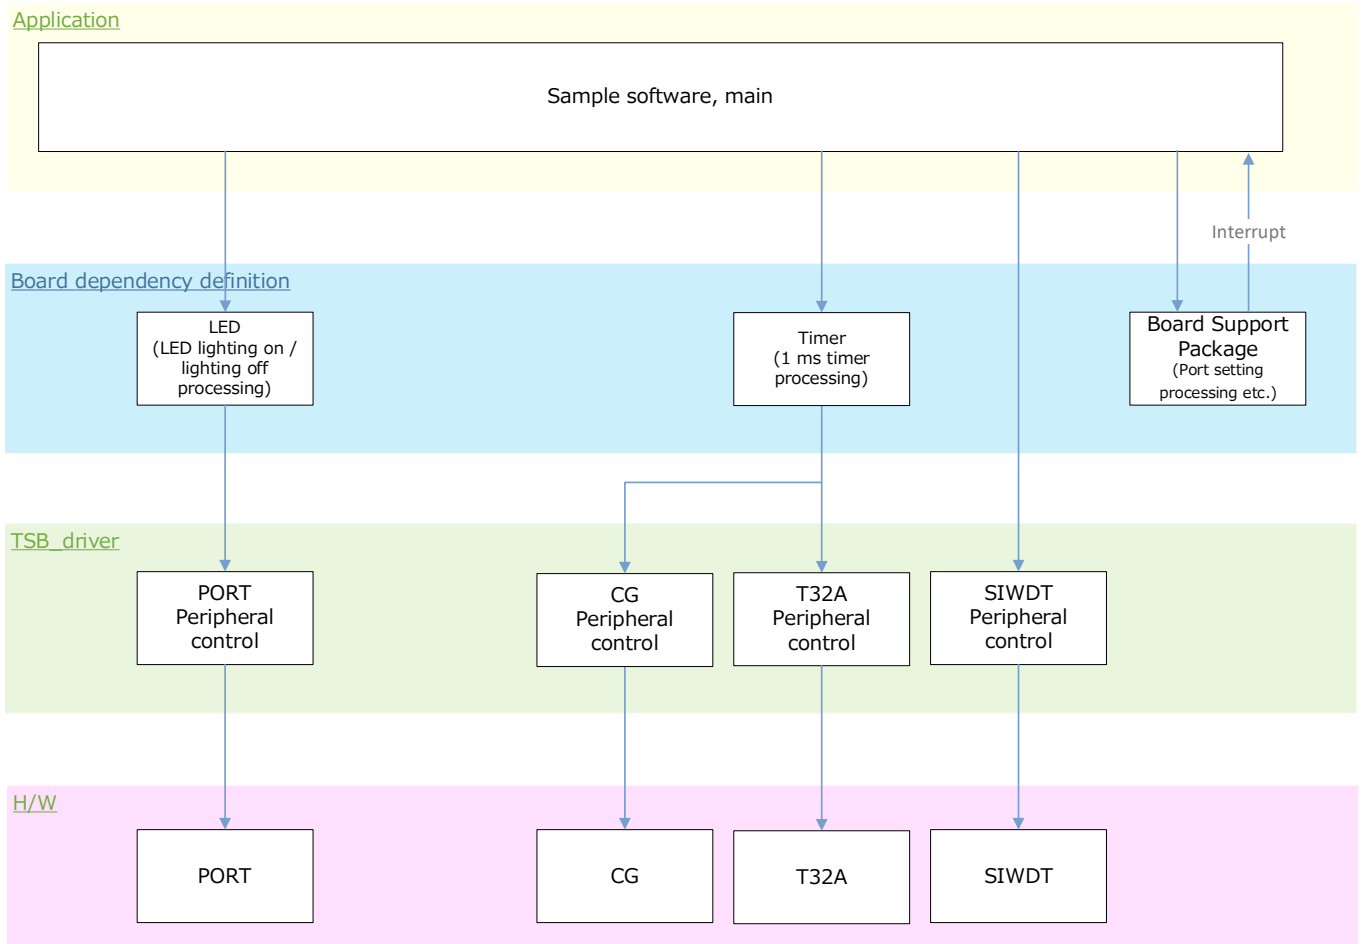 Application
Sample software, main
Interrupt
Board dependency definition
LED
(LED lighting on /
lighting off
processing)
Timer
(1 ms timer
processing)
Board Support
Package
(Port setting
processing etc.)
TSB_driver
PORT
Peripheral
control
CG
Peripheral
control
T32A
Peripheral
control
SIWDT
Peripheral
control
H/W
PORT
CG
T32A
SIWDT